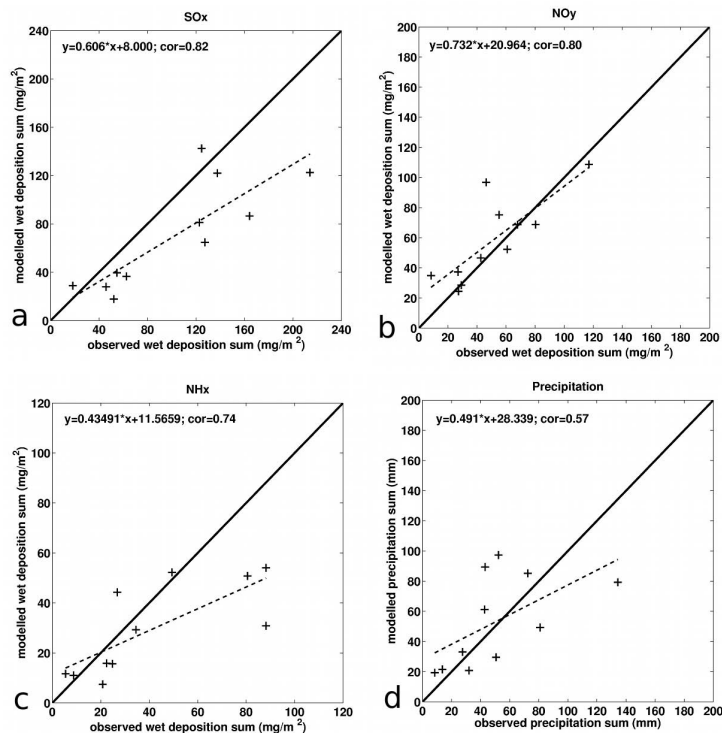 SOx
y=0.606*x+8.000; cor=0.82
modelledl wet deposition sum (mg/m²)
240
200
160
120
80
40
0
0 40 80 120 160 200 240
observed wet deposition sum (mg/m²)
a
NOy
y=0.732*x+20.964; cor=0.80
modelled wet deposition sum (mg/m²)
200
180
160
140
120
100
80
60
40
20
0
0 20 40 60 80 100 120 140 160 180 200
observed wet deposition sum (mg/m²)
b
NHx
y=0.43491*x+11.5659; cor=0.74
modelled wet deposition sum (mg/m²)
120
100
80
60
40
20
0
0 20 40 60 80 100 120
observed wet deposition sum (mg/m²)
c
Precipitation
y=0.491*x+28.339; cor=0.57
modelled precipitation sum (mm)
200
180
160
140
120
100
80
60
40
20
0
0 20 40 60 80 100 120 140 160 180 200
observed precipitation sum (mm)
d